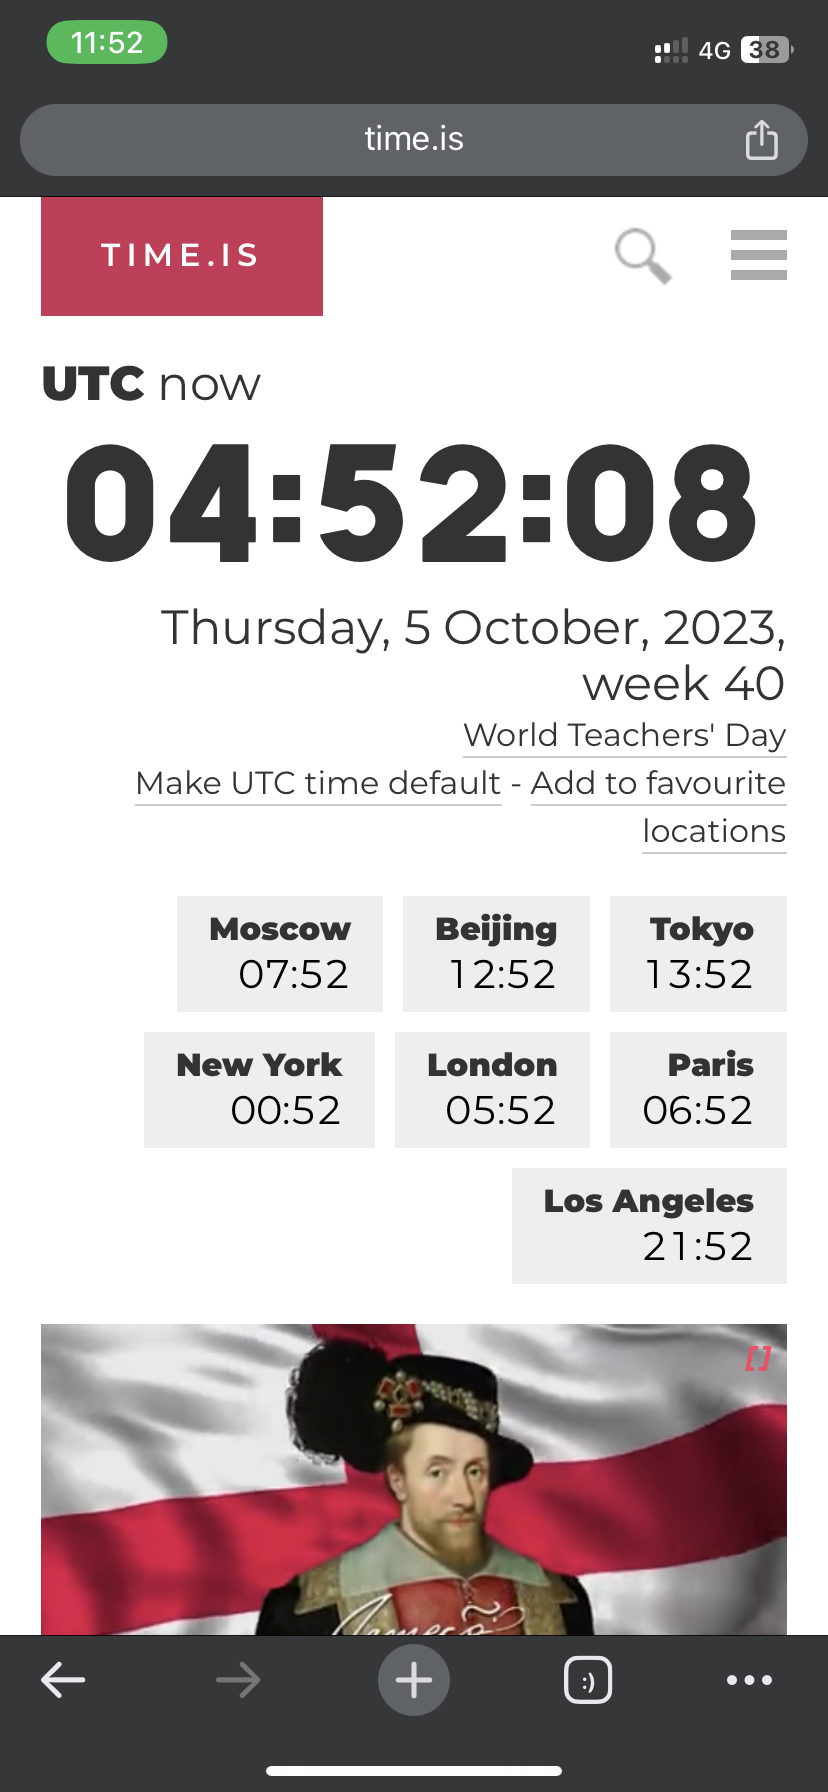 11:52
4G 38
time.is
TIME.IS
UTC now
04:52:08
Thursday, 5 October, 2023,
week 40
World Teachers' Day
Make UTC time default - Add to favourite
locations
Moscow Beijing Tokyo
07:52 12:52 13:52
New York London Paris
00:52 05:52 06:52
Los Angeles
21:52
[]
:)